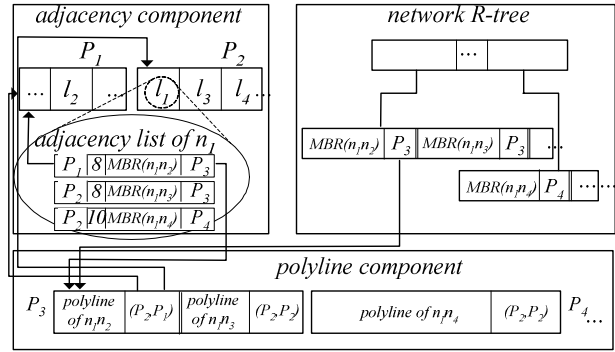 adjacency component
P1 P2
... l2 ... l1 l3 l4 ...
adjacency list of n1
P1 8 MBR(n1n2) P3
P2 8 MBR(n1n3) P3
P2 10 MBR(n1n4) P4
network R-tree
...
MBR(n1n2) P3 MBR(n1n3) P3 ...
MBR(n1n4) P4 ......
polyline component
P3 polyline of n1n2 (P2,P1) polyline of n1n3 (P2,P2) polyline of n1n4 (P2,P2) P4 ...